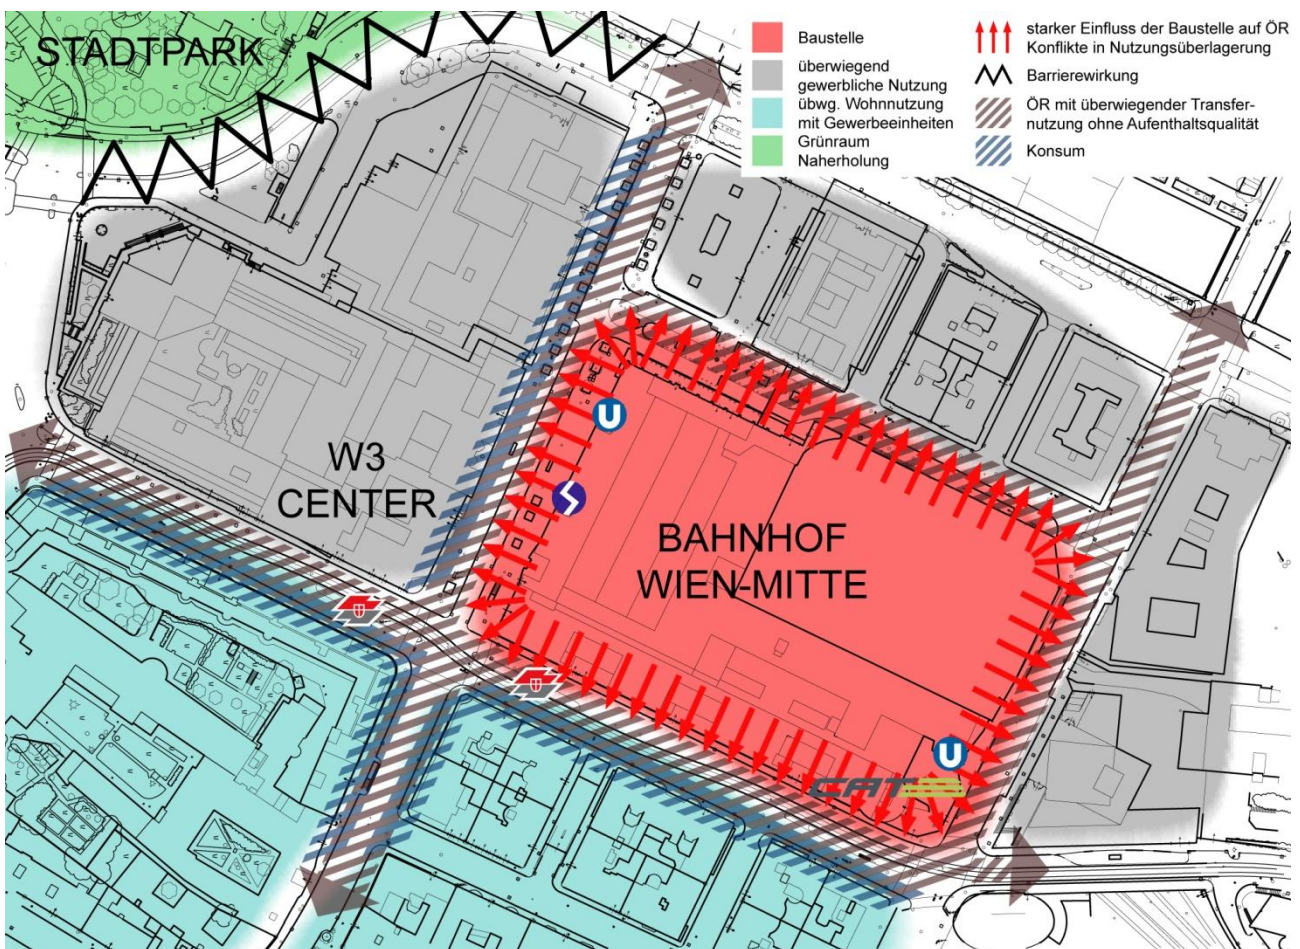 STADTPARK
Baustelle
überwiegend
gewerbliche Nutzung
übwg. Wohnnutzung
mit Gewerbeeinheiten
Grünraum
Naherholung
starker Einfluss der Baustelle auf ÖR
Konflikte in Nutzungsüberlagerung
Barrierewirkung
ÖR mit überwiegender Transfer-
nutzung ohne Aufenthaltsqualität
Konsum
U
W3
CENTER
BAHNHOF
WIEN-MITTE
U
CAT